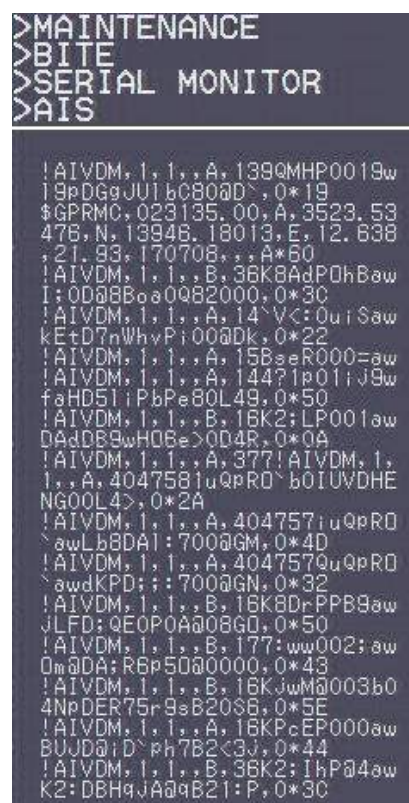 >MAINTENANCE
>BITE
>SERIAL MONITOR
>AIS
!AIVDM,1,1,,A,139QMHP0019w
i9pDGgJUlbC80@D`,0*19
$GPRMC,023135.00,A,3523.53
476,N,13946.18013,E,12.638
,21.93,170708,,,A*60
!AIVDM,1,1,,B,36K8AdP0hBaw
I;0D@8Boa0Q82000,0*3C
!AIVDM,1,1,,A,14`V<:0uiSaw
kEtD7nWhvPi00@Dk,0*22
!AIVDM,1,1,,A,15BseR000=aw
!AIVDM,1,1,,A,144?1p01iJ9w
faHD5liPbPe80L49,0*50
!AIVDM,1,1,,B,16K2;LP001aw
DAdDB9wH06e>0D4R,0*0A
!AIVDM,1,1,,A,377!AIVDM,1,
1,,A,4047581uQpR0`b0IUVDHE
NG00L4>,0*2A
!AIVDM,1,1,,A,404757iuQpR0
`awLb8DAl:700@GM,0*4D
!AIVDM,1,1,,A,404757QuQpR0
`awdKPD;;:700@GN,0*32
!AIVDM,1,1,,B,16K8DrPPB9aw
JLFD;QE0P0A@08G0,0*50
!AIVDM,1,1,,B,177:ww002;aw
0m@DA;R6p5D@0000,0*43
!AIVDM,1,1,,B,16KJwM@003b0
4NpDER75r9sB20S6,0*5E
!AIVDM,1,1,,A,16KPcEP000aw
BUJD@iD`ph7B2<3J,0*44
!AIVDM,1,1,,B,36K2;IhP@4aw
K2:DBHqJA@qB21:P,0*3C